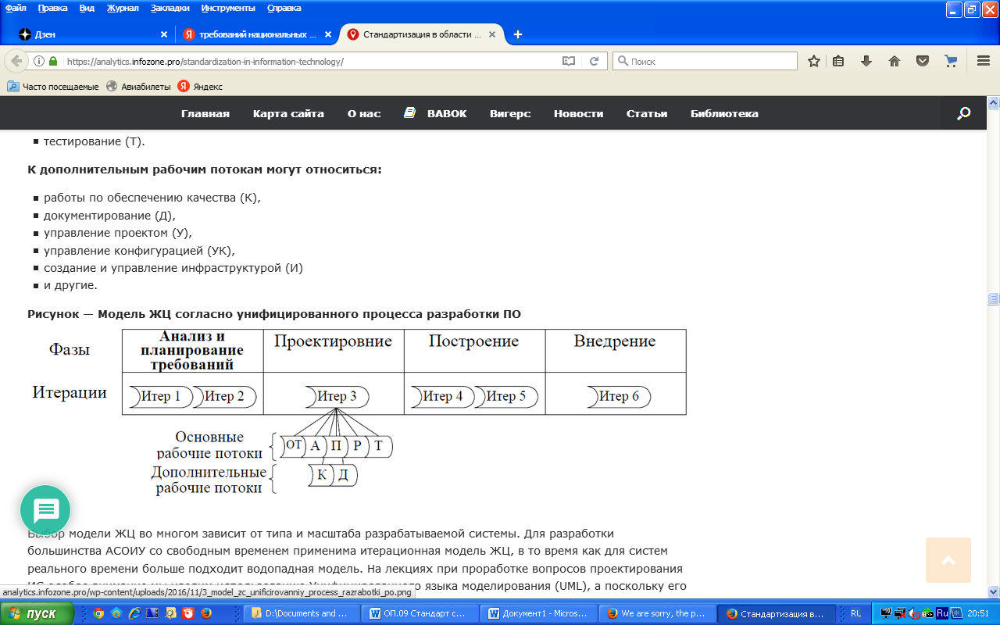 Файл Правка Вид Журнал Закладки Инструменты Справка
Дзен
требований национальных ...
Стандартизация в области ...
https://analytics.infozone.pro/standardization-in-information-technology/
Поиск
Часто посещаемые Авиабилеты Яндекс
Главная Карта сайта О нас BABOK Вигерс Новости Статьи Библиотека
тестирование (Т).
К дополнительным рабочим потокам могут относиться:
работы по обеспечению качества (К),
документирование (Д),
управление проектом (У),
управление конфигурацией (УК),
создание и управление инфраструктурой (И)
и другие.
Рисунок — Модель ЖЦ согласно унифицированного процесса разработки ПО
Фазы
Анализ и
планирование
требований
Проектировние
Построение
Внедрение
Итерации
Итер 1 Итер 2 Итер 3 Итер 4 Итер 5 Итер 6
Основные
рабочие потоки
ОТ А П Р Т
Дополнительные
рабочие потоки
К Д
Выбор модели ЖЦ во многом зависит от типа и масштаба разрабатываемой системы. Для разработки
большинства АСОИУ со свободным временем применима итерационная модель ЖЦ, в то время как для систем
реального времени больше подходит водопадная модель. На лекциях при проработке вопросов проектирования
языка моделирования (UML), а поскольку его
analytics.infozone.pro/wp-content/uploads/2016/11/3_model_zc_unificirovanniy_process_razrabotki_po.png
пуск
D:\Documents and ...
ОП.09 Стандарт с...
Документ1 - Micros...
We are sorry, the p...
Стандартизация в...
RL
Ru
20:51